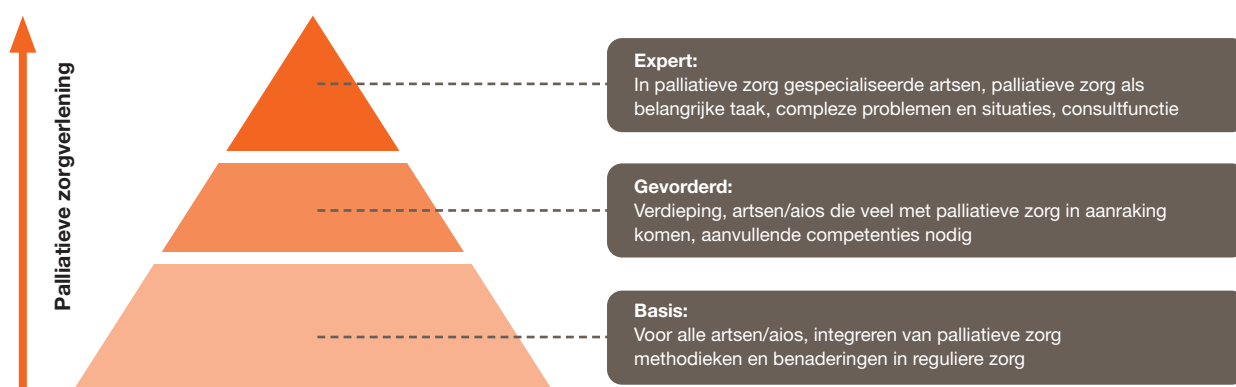 Palliatieve zorgverlening
Expert:
In palliatieve zorg gespecialiseerde artsen, palliatieve zorg als
belangrijke taak, compleze problemen en situaties, consultfunctie
Gevorderd:
Verdieping, artsen/aios die veel met palliatieve zorg in aanraking
komen, aanvullende competenties nodig
Basis:
Voor alle artsen/aios, integreren van palliatieve zorg
methodieken en benaderingen in reguliere zorg